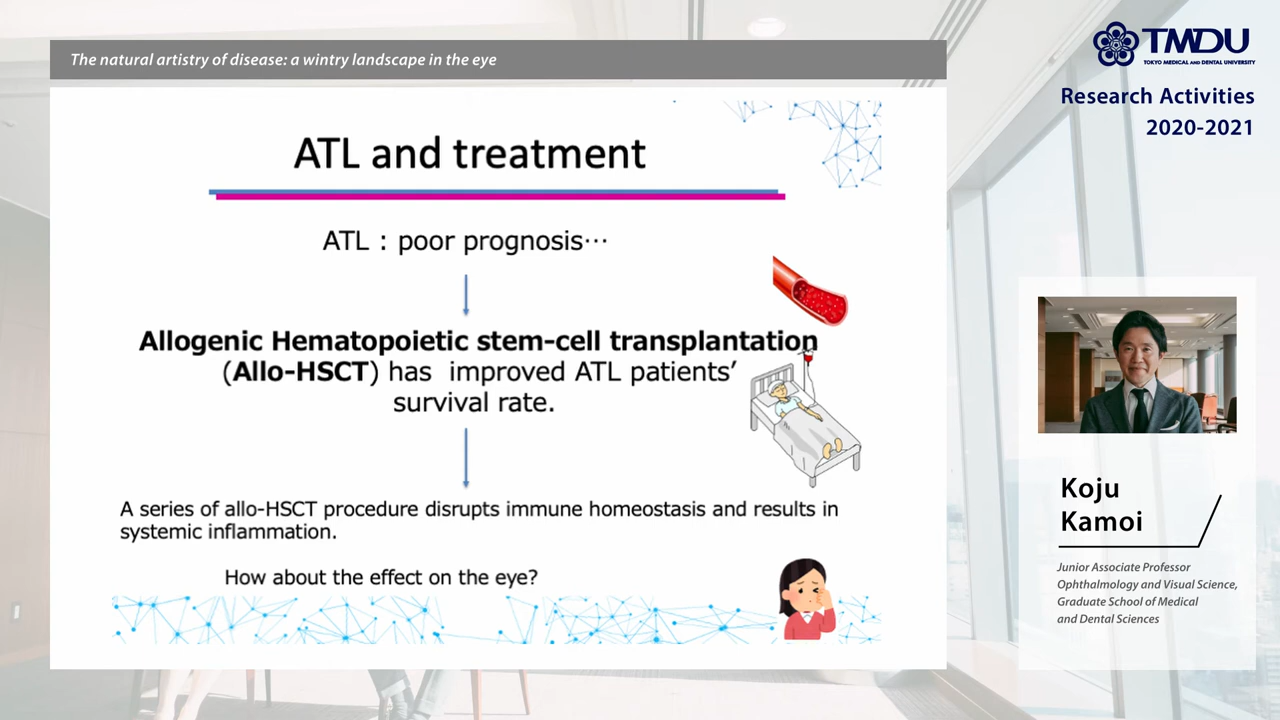 The natural artistry of disease: a wintry landscape in the eye
TMDU
TOKYO MEDICAL AND DENTAL UNIVERSITY
Research Activities
2020-2021
ATL and treatment
ATL : poor prognosis…
Allogenic Hematopoietic stem-cell transplantation
(Allo-HSCT) has improved ATL patients’
survival rate.
A series of allo-HSCT procedure disrupts immune homeostasis and results in
systemic inflammation.
How about the effect on the eye?
Koju
Kamoi
Junior Associate Professor
Ophthalmology and Visual Science,
Graduate School of Medical
and Dental Sciences